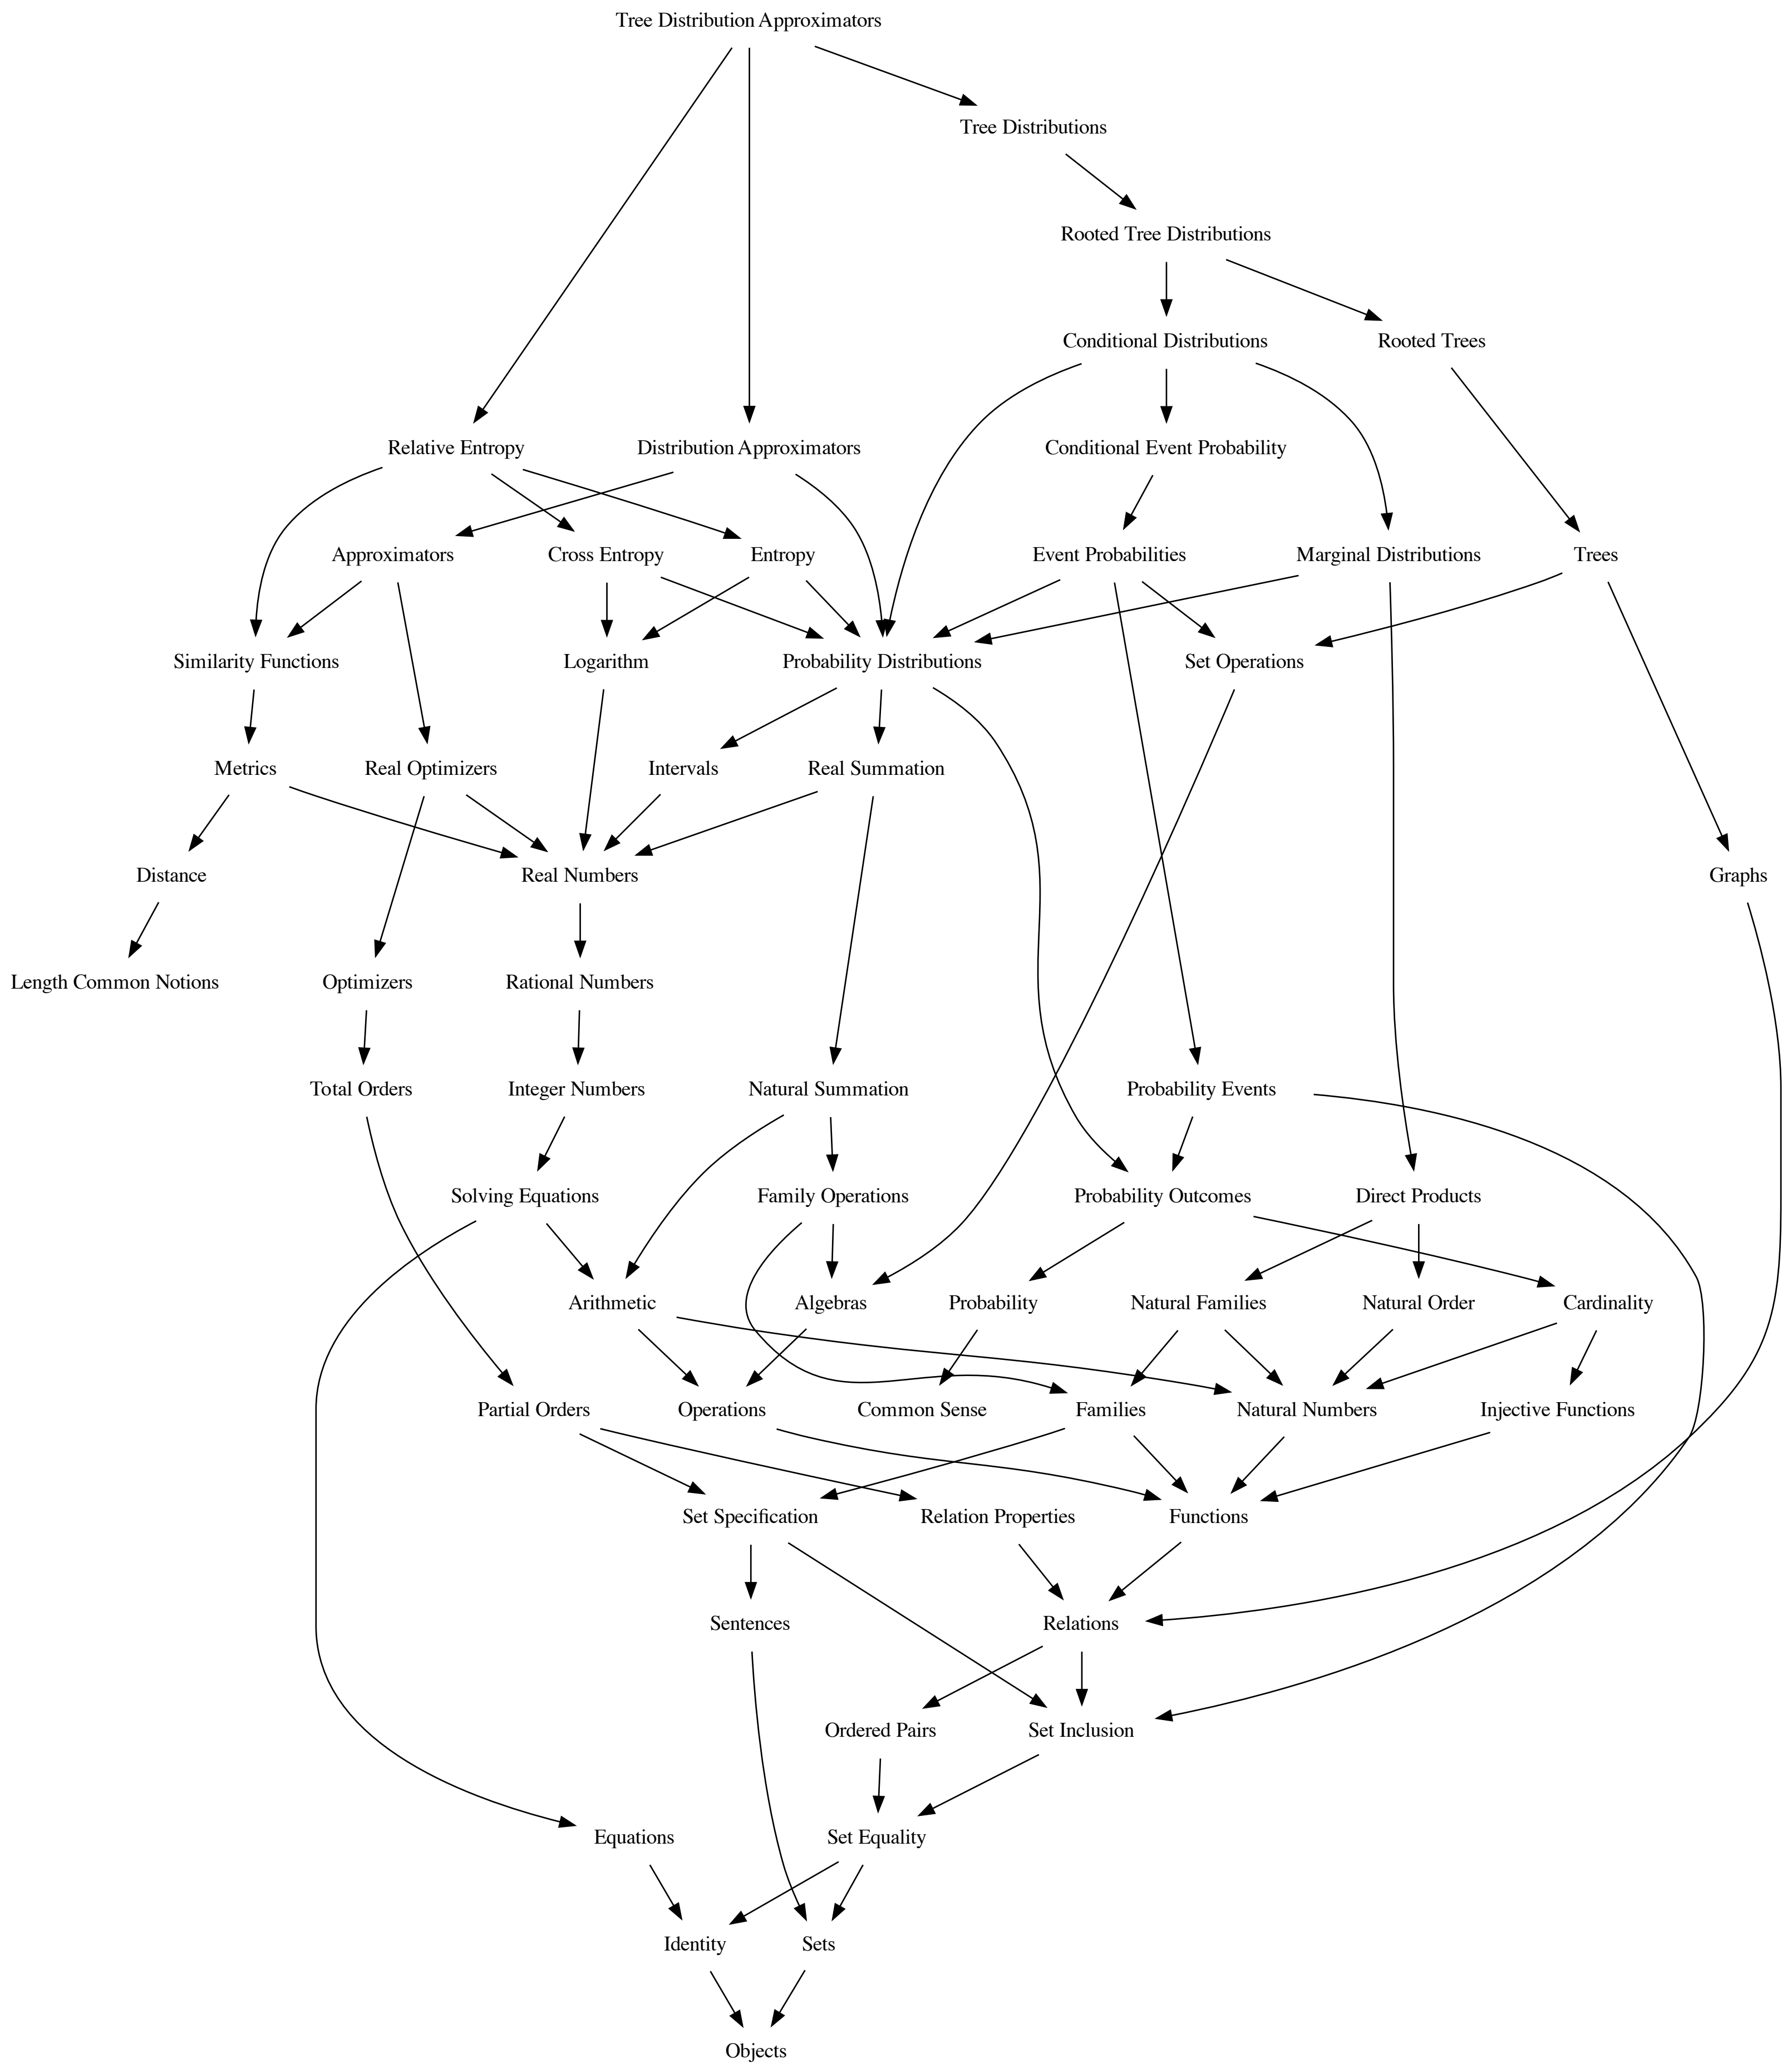 Tree Distribution Approximators
Tree Distributions
Rooted Tree Distributions
Conditional Distributions
Rooted Trees
Relative Entropy
Distribution Approximators
Conditional Event Probability
Approximators
Cross Entropy
Entropy
Event Probabilities
Marginal Distributions
Trees
Similarity Functions
Logarithm
Probability Distributions
Set Operations
Metrics
Real Optimizers
Intervals
Real Summation
Distance
Real Numbers
Graphs
Length Common Notions
Optimizers
Rational Numbers
Total Orders
Integer Numbers
Natural Summation
Probability Events
Solving Equations
Family Operations
Probability Outcomes
Direct Products
Arithmetic
Algebras
Probability
Natural Families
Natural Order
Cardinality
Partial Orders
Operations
Common Sense
Families
Natural Numbers
Injective Functions
Set Specification
Relation Properties
Functions
Sentences
Relations
Ordered Pairs
Set Inclusion
Equations
Set Equality
Identity
Sets
Objects